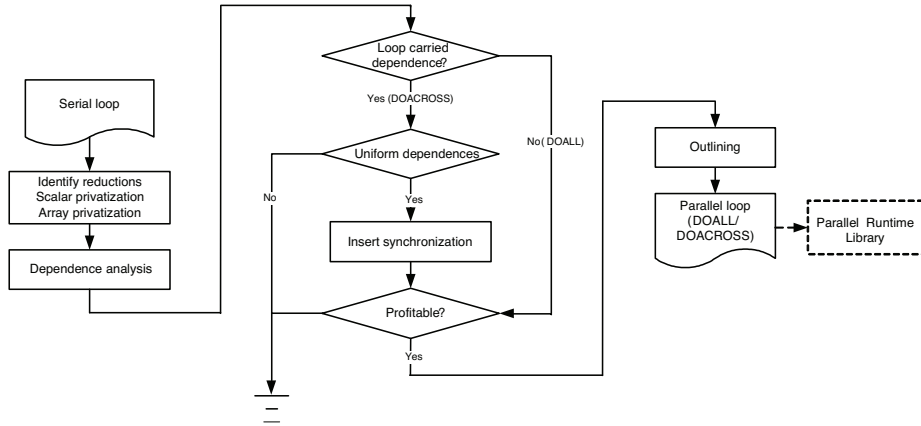 Serial loop
Identify reductions
Scalar privatization
Array privatization
Dependence analysis
Loop carried
dependence?
Yes (DOACROSS)
No( DOALL)
Uniform dependences
No
Yes
Insert synchronization
Profitable?
Yes
Outlining
Parallel loop
(DOALL/
DOACROSS)
Parallel Runtime
Library